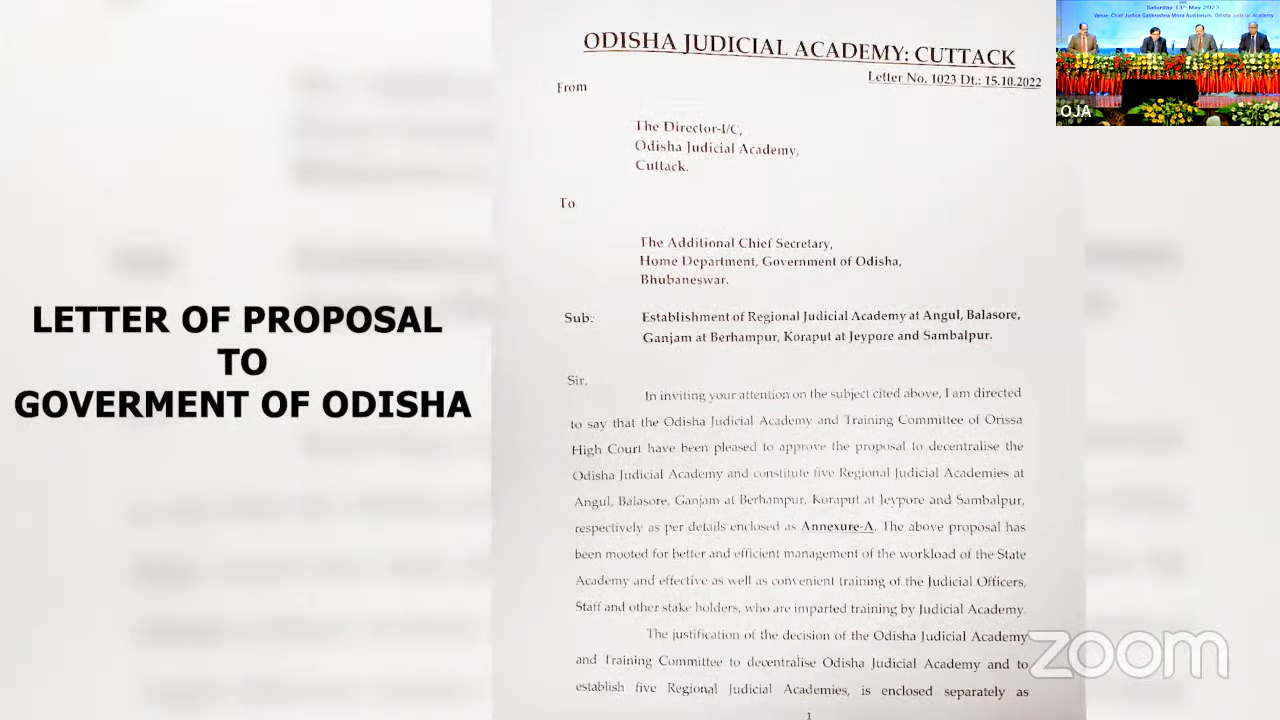 LETTER OF PROPOSAL
TO
GOVERMENT OF ODISHA
ODISHA JUDICIAL ACADEMY: CUTTACK
Letter No. 1023 Dt.: 15.10.2022
From
The Director-I/C,
Odisha Judicial Academy,
Cuttack.
To
The Additional Chief Secretary,
Home Department, Government of Odisha,
Bhubaneswar.
Sub: Establishment of Regional Judicial Academy at Angul, Balasore,
Ganjam at Berhampur, Koraput at Jeypore and Sambalpur.
Sir,
In inviting your attention on the subject cited above, I am directed
to say that the Odisha Judicial Academy and Training Committee of Orissa
High Court have been pleased to approve the proposal to decentralise the
Odisha Judicial Academy and constitute five Regional Judicial Academies at
Angul, Balasore, Ganjam at Berhampur, Koraput at Jeypore and Sambalpur,
respectively as per details enclosed as Annexure-A. The above proposal has
been mooted for better and efficient management of the workload of the State
Academy and effective as well as convenient training of the Judicial Officers,
Staff and other stake holders, who are imparted training by Judicial Academy.
The justification of the decision of the Odisha Judicial Academy
and Training Committee to decentralise Odisha Judicial Academy and to
establish five Regional Judicial Academies, is enclosed separately as
1
Saturday 13th May 2023
Venue, Chief Justice Gatikrushna Misra Auditorium, Odisha Judicial Academy
OJA
zoom